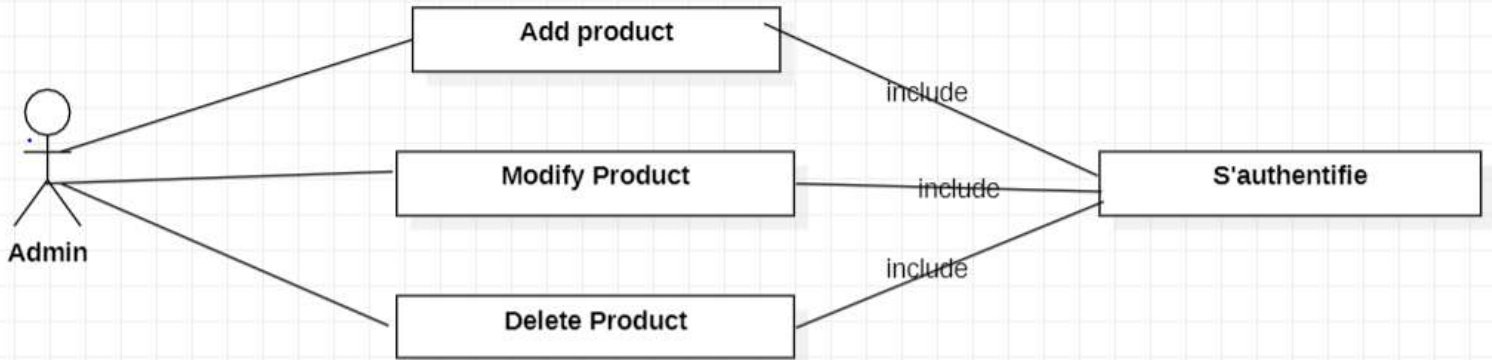 Add product
include
Modify Product
include
S'authentifie
Admin
include
Delete Product